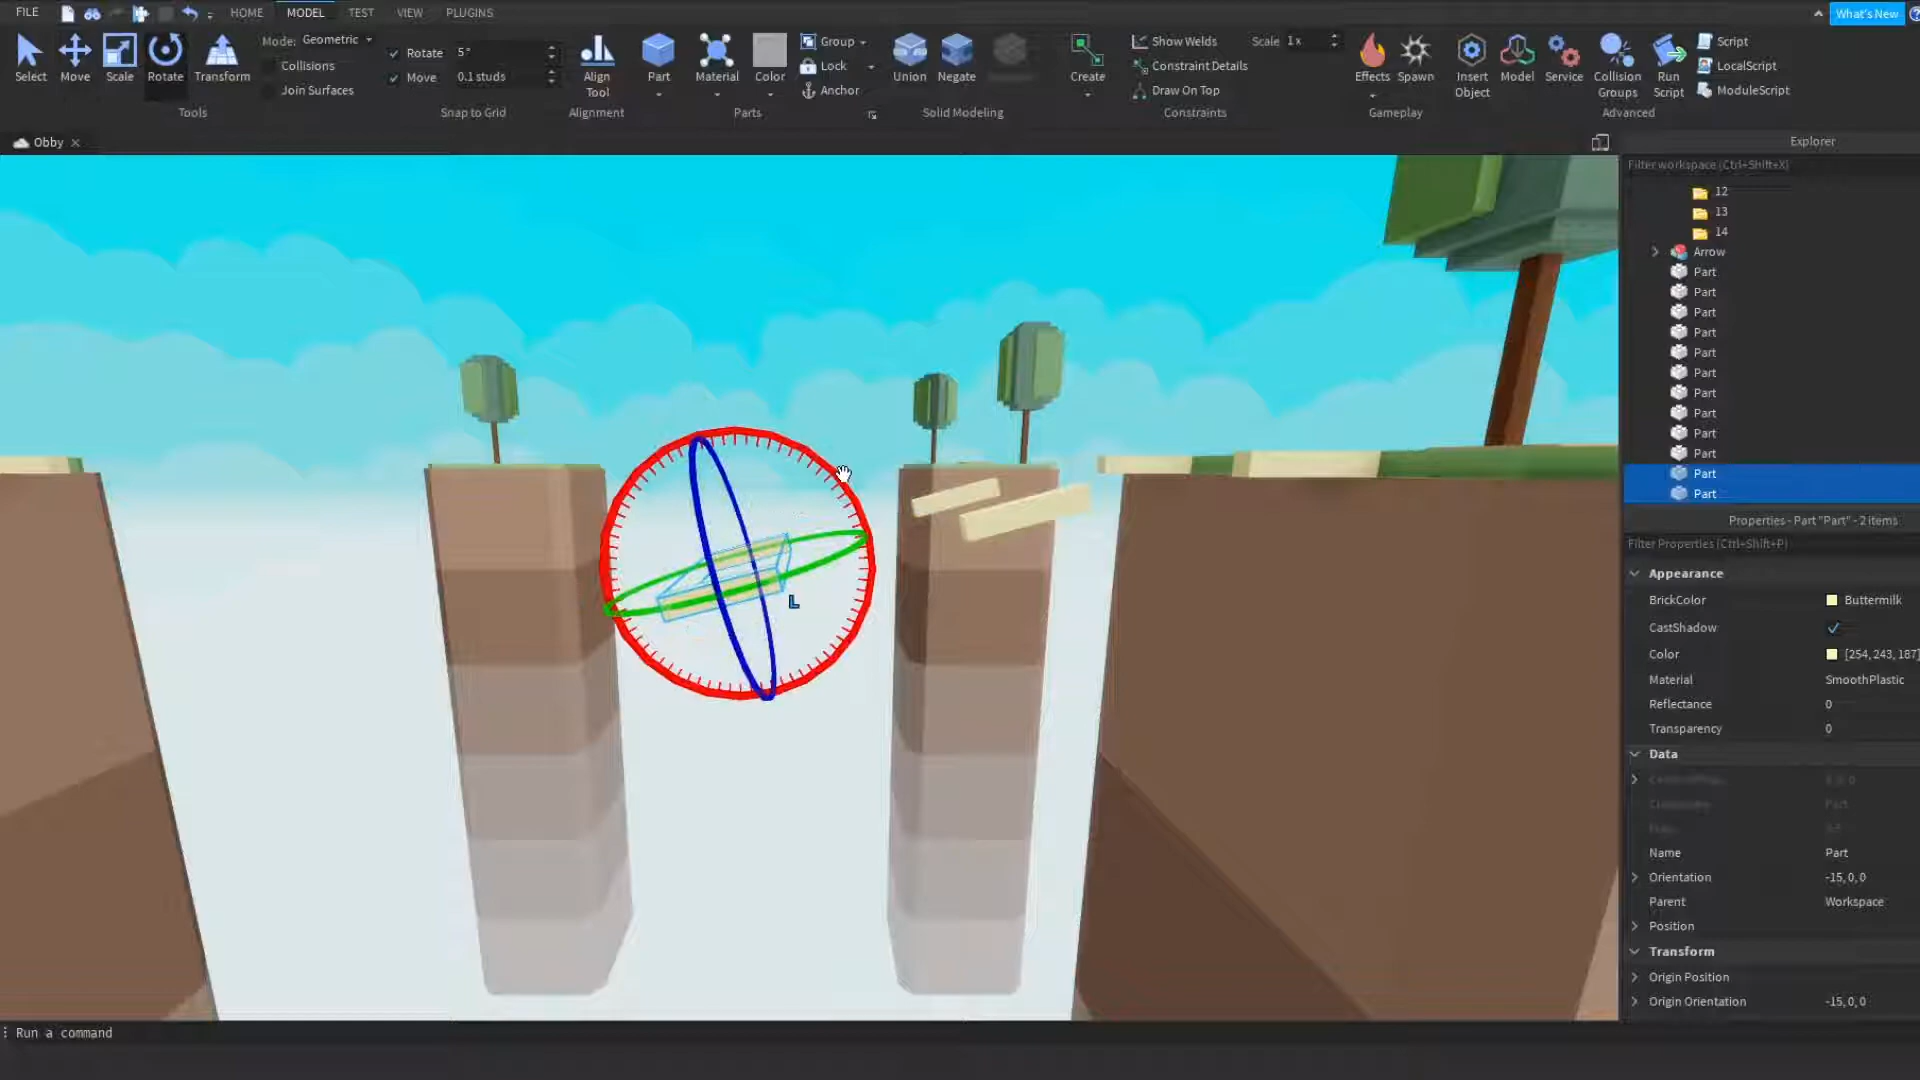 FILE HOME MODEL TEST VIEW PLUGINS What's New
Select Move Scale Rotate Transform
Mode: Geometric
Collisions
Join Surfaces
Tools
Rotate 5°
Move 0.1 studs
Snap to Grid
Align Tool
Alignment
Part Material Color
Group
Lock
Anchor
Parts
Union Negate
Solid Modeling
Create
Show Welds Scale 1x
Constraint Details
Draw On Top
Constraints
Effects Spawn
Gameplay
Insert Object Model Service Collision Groups Run Script
Script
LocalScript
ModuleScript
Advanced
Obby
Explorer
Filter workspace (Ctrl+Shift+X)
12
13
14
Arrow
Part
Part
Part
Part
Part
Part
Part
Part
Part
Part
Part
Part
L
Properties - Part "Part" - 2 items
Filter Properties (Ctrl+Shift+P)
Appearance
BrickColor Buttermilk
CastShadow
Color [254, 243, 187]
Material SmoothPlastic
Reflectance 0
Transparency 0
Data
Part
Name Part
Orientation -15, 0, 0
Parent Workspace
Position
Transform
Origin Position
Origin Orientation -15, 0, 0
Run a command